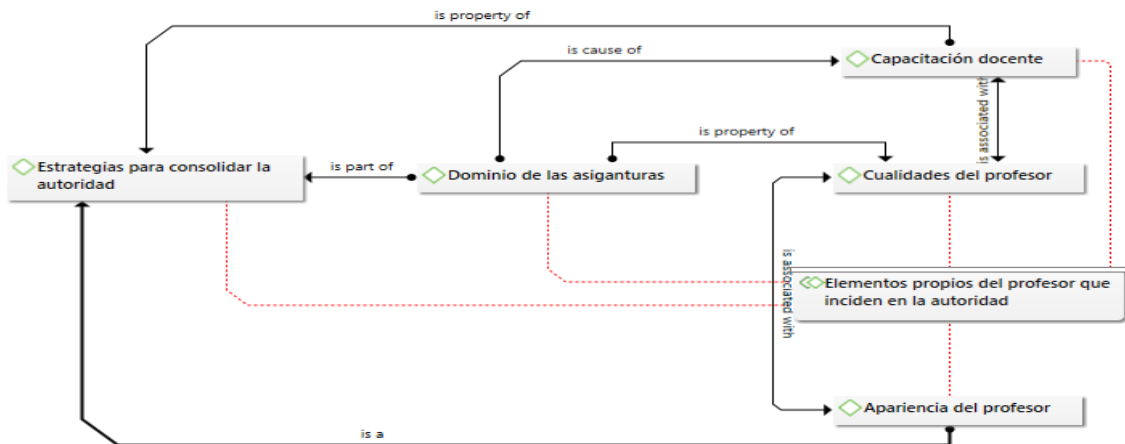 is property of
is cause of
Capacitación docente
is associated with
is property of
Estrategias para consolidar la
autoridad
is part of
Dominio de las asiganturas
Cualidades del profesor
is associated with
Elementos propios del profesor que
inciden en la autoridad
Apariencia del profesor
is a